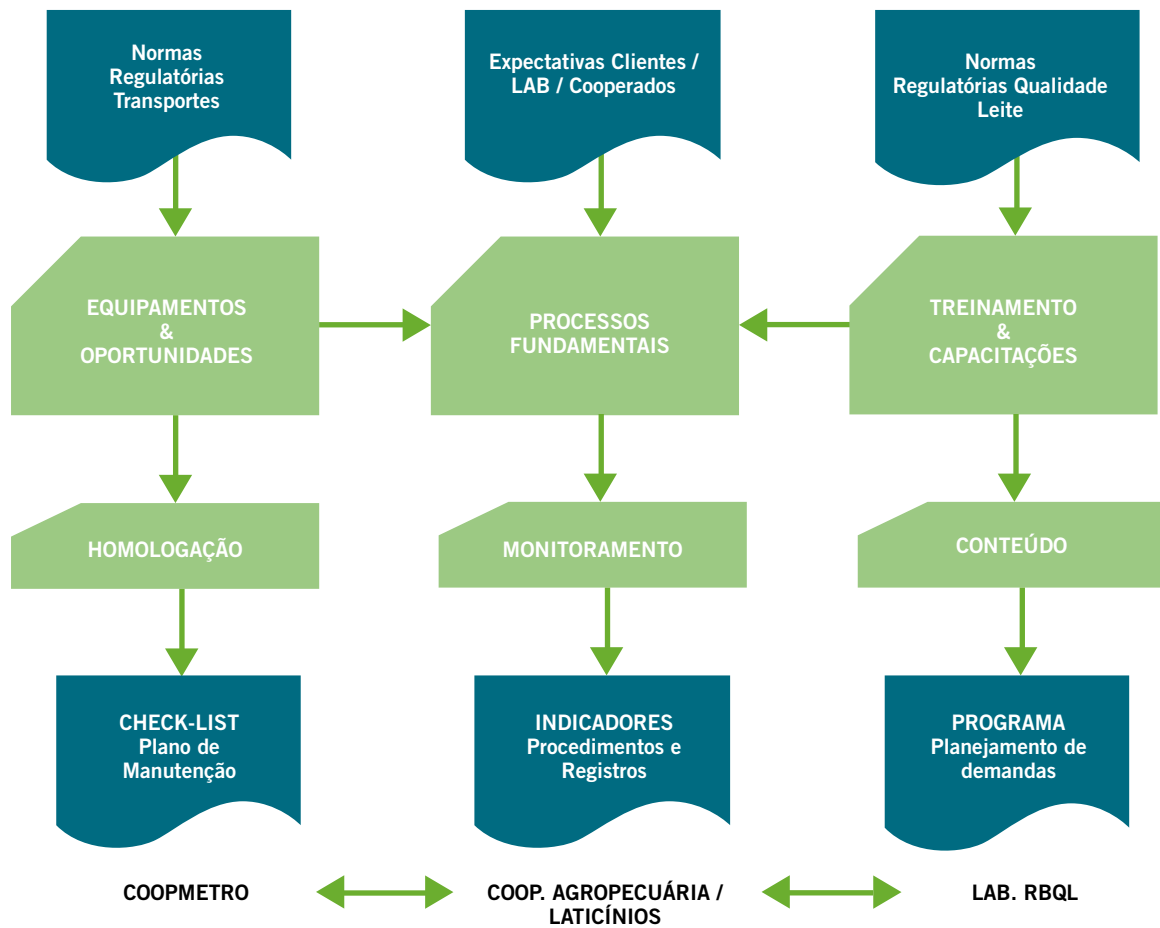 Normas
Regulatórias
Transportes
Expectativas Clientes /
LAB / Cooperados
Normas
Regulatórias Qualidade
Leite
EQUIPAMENTOS
&
OPORTUNIDADES
PROCESSOS
FUNDAMENTAIS
TREINAMENTO
&
CAPACITAÇÕES
HOMOLOGAÇÃO
MONITORAMENTO
CONTEÚDO
CHECK-LIST
Plano de
Manutenção
INDICADORES
Procedimentos e
Registros
PROGRAMA
Planejamento de
demandas
COOPMETRO
COOP. AGROPECUÁRIA /
LATICÍNIOS
LAB. RBQL